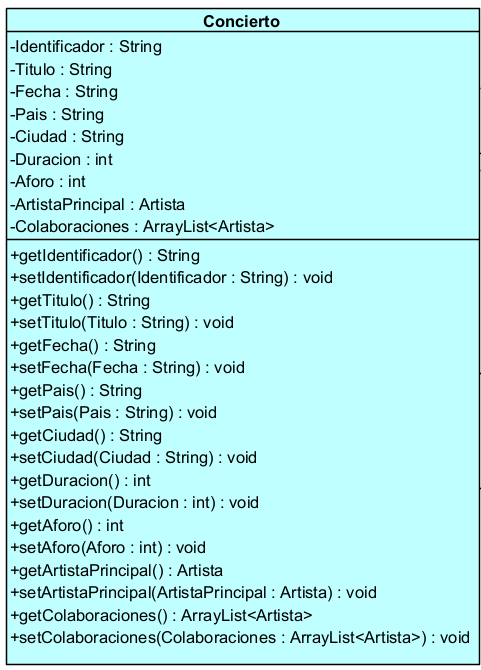 Concierto
-Identificador : String
-Titulo : String
-Fecha : String
-Pais : String
-Ciudad : String
-Duracion : int
-Aforo : int
-ArtistaPrincipal : Artista
-Colaboraciones : ArrayList<Artista>
+getIdentificador() : String
+setIdentificador(Identificador : String) : void
+getTitulo() : String
+setTitulo(Titulo : String) : void
+getFecha() : String
+setFecha(Fecha : String) : void
+getPais() : String
+setPais(Pais : String) : void
+getCiudad() : String
+setCiudad(Ciudad : String) : void
+getDuracion() : int
+setDuracion(Duracion : int) : void
+getAforo() : int
+setAforo(Aforo : int) : void
+getArtistaPrincipal() : Artista
+setArtistaPrincipal(ArtistaPrincipal : Artista) : void
+getColaboraciones() : ArrayList<Artista>
+setColaboraciones(Colaboraciones : ArrayList<Artista>) : void